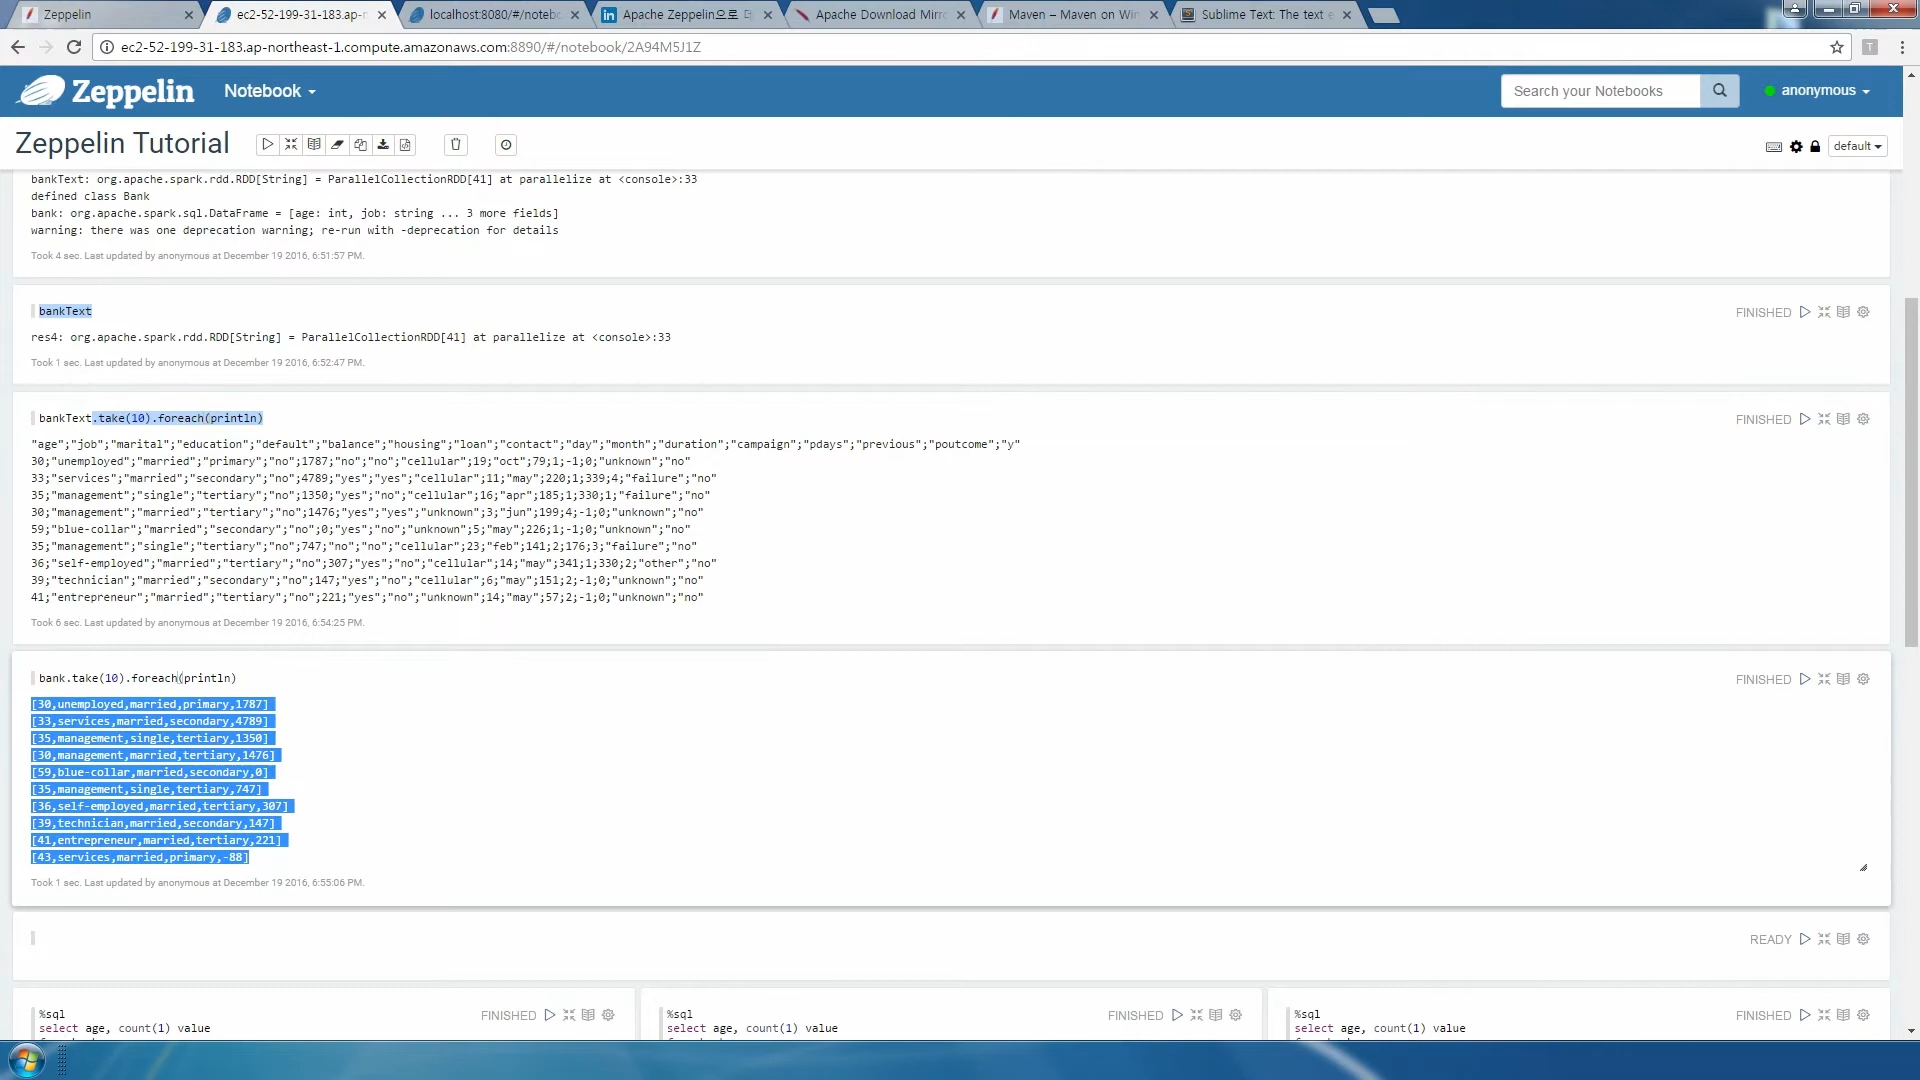 Zeppelin
ec2-52-199-31-183.ap-n
localhost:8080/#/noteb
Apache Zeppelin으로
Apache Download Mirr
Maven – Maven on Wi
Sublime Text: The text e
ec2-52-199-31-183.ap-northeast-1.compute.amazonaws.com:8890/#/notebook/2A94M5J1Z
T
Zeppelin
Notebook
Search your Notebooks
anonymous
Zeppelin Tutorial
default
bankText: org.apache.spark.rdd.RDD[String] = ParallelCollectionRDD[41] at parallelize at <console>:33
defined class Bank
bank: org.apache.spark.sql.DataFrame = [age: int, job: string ... 3 more fields]
warning: there was one deprecation warning; re-run with -deprecation for details
Took 4 sec. Last updated by anonymous at December 19 2016, 6:51:57 PM.
bankText
FINISHED
res4: org.apache.spark.rdd.RDD[String] = ParallelCollectionRDD[41] at parallelize at <console>:33
Took 1 sec. Last updated by anonymous at December 19 2016, 6:52:47 PM.
bankText.take(10).foreach(println)
FINISHED
"age";"job";"marital";"education";"default";"balance";"housing";"loan";"contact";"day";"month";"duration";"campaign";"pdays";"previous";"poutcome";"y"
30;"unemployed";"married";"primary";"no";1787;"no";"no";"cellular";19;"oct";79;1;-1;0;"unknown";"no"
33;"services";"married";"secondary";"no";4789;"yes";"yes";"cellular";11;"may";220;1;339;4;"failure";"no"
35;"management";"single";"tertiary";"no";1350;"yes";"no";"cellular";16;"apr";185;1;330;1;"failure";"no"
30;"management";"married";"tertiary";"no";1476;"yes";"yes";"unknown";3;"jun";199;4;-1;0;"unknown";"no"
59;"blue-collar";"married";"secondary";"no";0;"yes";"no";"unknown";5;"may";226;1;-1;0;"unknown";"no"
35;"management";"single";"tertiary";"no";747;"no";"no";"cellular";23;"feb";141;2;176;3;"failure";"no"
36;"self-employed";"married";"tertiary";"no";307;"yes";"no";"cellular";14;"may";341;1;330;2;"other";"no"
39;"technician";"married";"secondary";"no";147;"yes";"no";"cellular";6;"may";151;2;-1;0;"unknown";"no"
41;"entrepreneur";"married";"tertiary";"no";221;"yes";"no";"unknown";14;"may";57;2;-1;0;"unknown";"no"
Took 6 sec. Last updated by anonymous at December 19 2016, 6:54:25 PM.
bank.take(10).foreach(println)
FINISHED
[30,unemployed,married,primary,1787]
[33,services,married,secondary,4789]
[35,management,single,tertiary,1350]
[30,management,married,tertiary,1476]
[59,blue-collar,married,secondary,0]
[35,management,single,tertiary,747]
[36,self-employed,married,tertiary,307]
[39,technician,married,secondary,147]
[41,entrepreneur,married,tertiary,221]
[43,services,married,primary,-88]
Took 1 sec. Last updated by anonymous at December 19 2016, 6:55:06 PM.
READY
%sql
FINISHED
select age, count(1) value
%sql
FINISHED
select age, count(1) value
%sql
FINISHED
select age, count(1) value